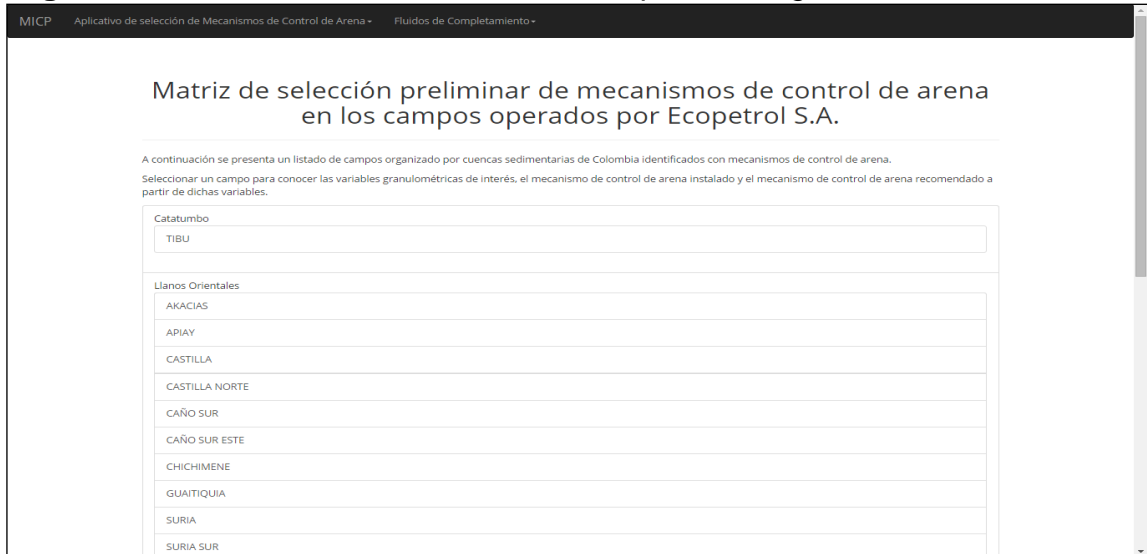 MICP Aplicativo de selección de Mecanismos de Control de Arena Fluidos de Completamiento
Matriz de selección preliminar de mecanismos de control de arena
en los campos operados por Ecopetrol S.A.
A continuación se presenta un listado de campos organizado por cuencas sedimentarias de Colombia identificados con mecanismos de control de arena.
Seleccionar un campo para conocer las variables granulométricas de interés, el mecanismo de control de arena instalado y el mecanismo de control de arena recomendado a
partir de dichas variables.
Catatumbo
TIBU
Llanos Orientales
AKACIAS
APIAY
CASTILLA
CASTILLA NORTE
CAÑO SUR
CAÑO SUR ESTE
CHICHIMENE
GUAITIQUIA
SURIA
SURIA SUR